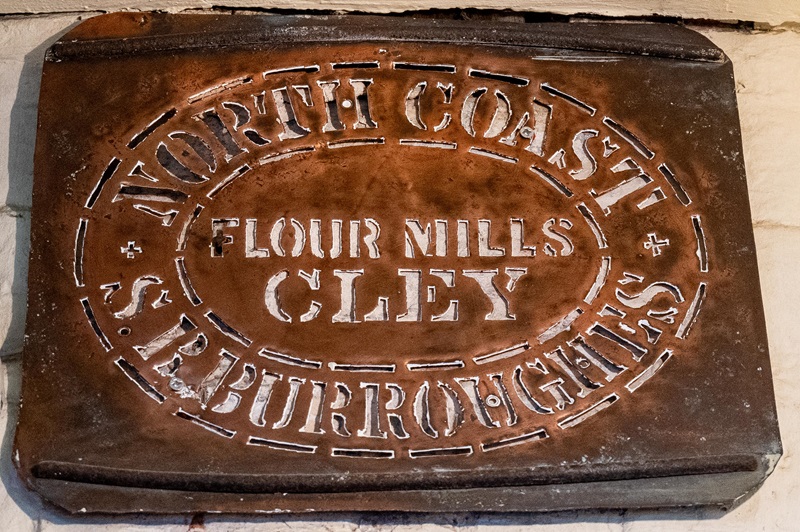 NORTH COAST
FLOUR MILLS
CLEY
S. R. BURROUGHES